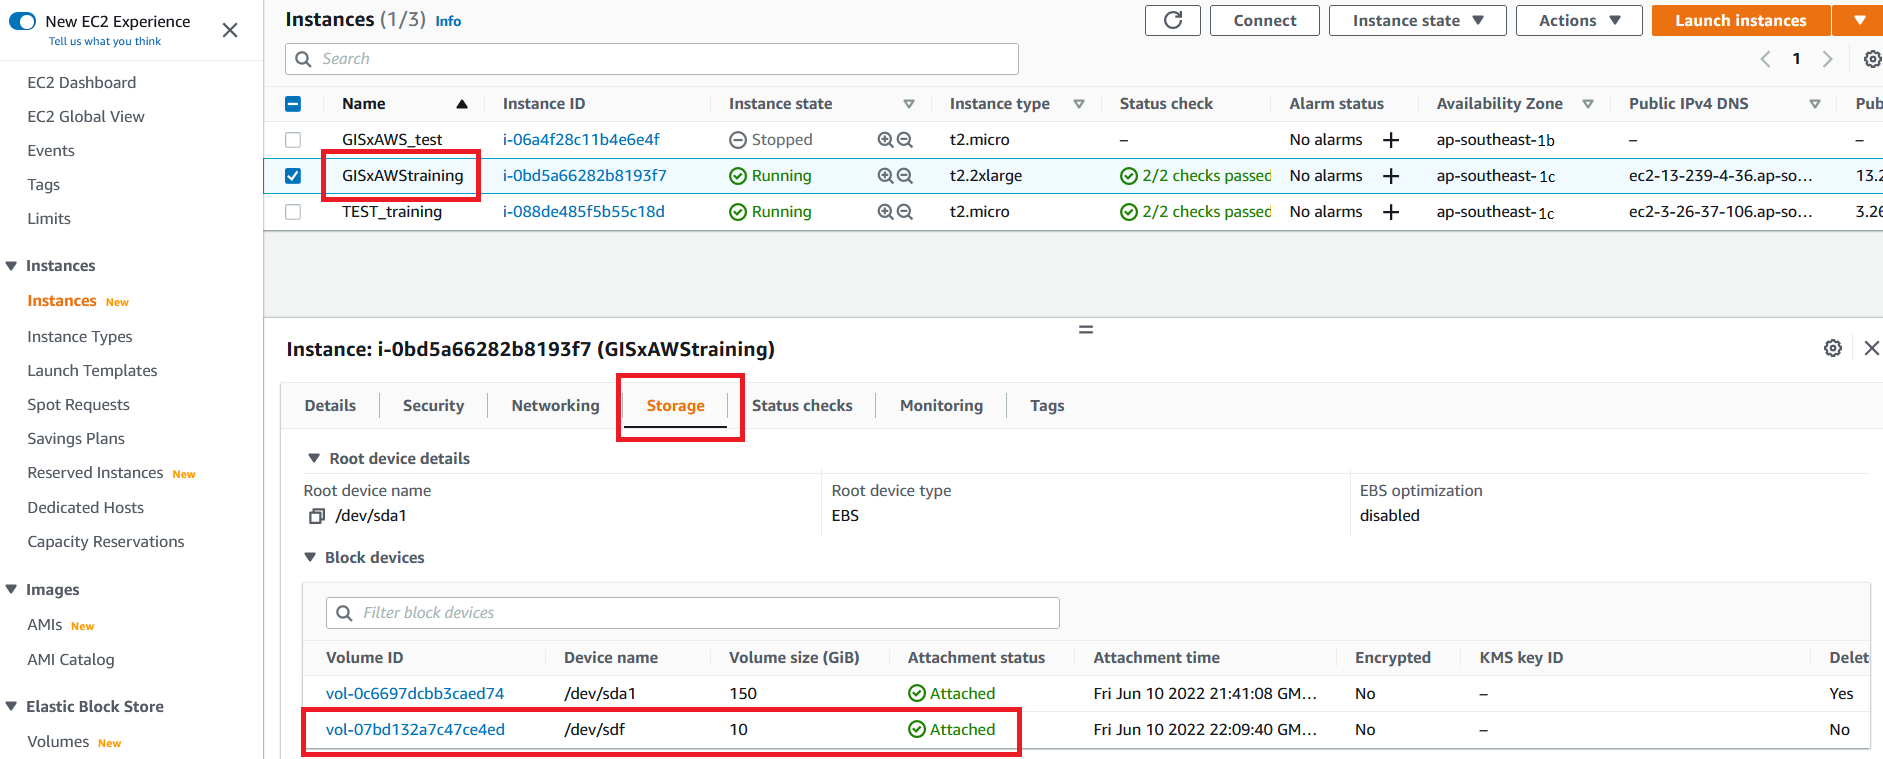 New EC2 Experience
Tell us what you think
EC2 Dashboard
EC2 Global View
Events
Tags
Limits
Instances
Instances New
Instance Types
Launch Templates
Spot Requests
Savings Plans
Reserved Instances New
Dedicated Hosts
Capacity Reservations
Images
AMIs New
AMI Catalog
Elastic Block Store
Volumes New
Instances (1/3) Info
Connect
Instance state
Actions
Launch instances
Search
1
Name Instance ID Instance state Instance type Status check Alarm status Availability Zone Public IPv4 DNS Pub
GISxAWS_test i-06a4f28c11b4e6e4f Stopped t2.micro – No alarms + ap-southeast-1b – –
GISxAWStraining i-0bd5a66282b8193f7 Running t2.2xlarge 2/2 checks passed No alarms + ap-southeast-1c ec2-13-239-4-36.ap-so... 13.2
TEST_training i-088de485f5b55c18d Running t2.micro 2/2 checks passed No alarms + ap-southeast-1c ec2-3-26-37-106.ap-so... 3.26
Instance: i-0bd5a66282b8193f7 (GISxAWStraining)
Details Security Networking Storage Status checks Monitoring Tags
Root device details
Root device name Root device type EBS optimization
/dev/sda1 EBS disabled
Block devices
Filter block devices
Volume ID Device name Volume size (GiB) Attachment status Attachment time Encrypted KMS key ID Delet
vol-0c6697dcbb3caed74 /dev/sda1 150 Attached Fri Jun 10 2022 21:41:08 GM... No – Yes
vol-07bd132a7c47ce4ed /dev/sdf 10 Attached Fri Jun 10 2022 22:09:40 GM... No – No